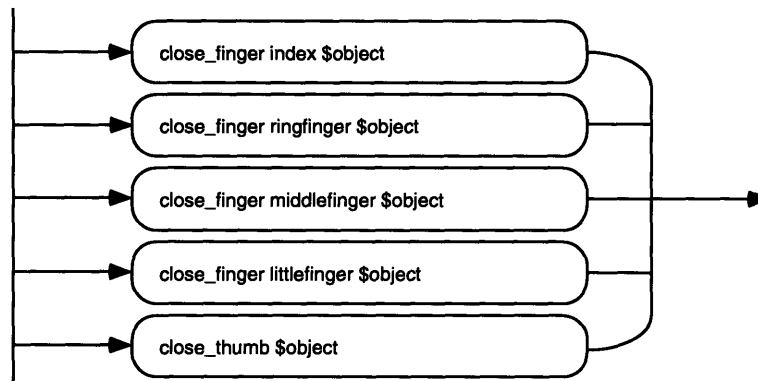 close_finger index $object
close_finger ringfinger $object
close_finger middlefinger $object
close_finger littlefinger $object
close_thumb $object